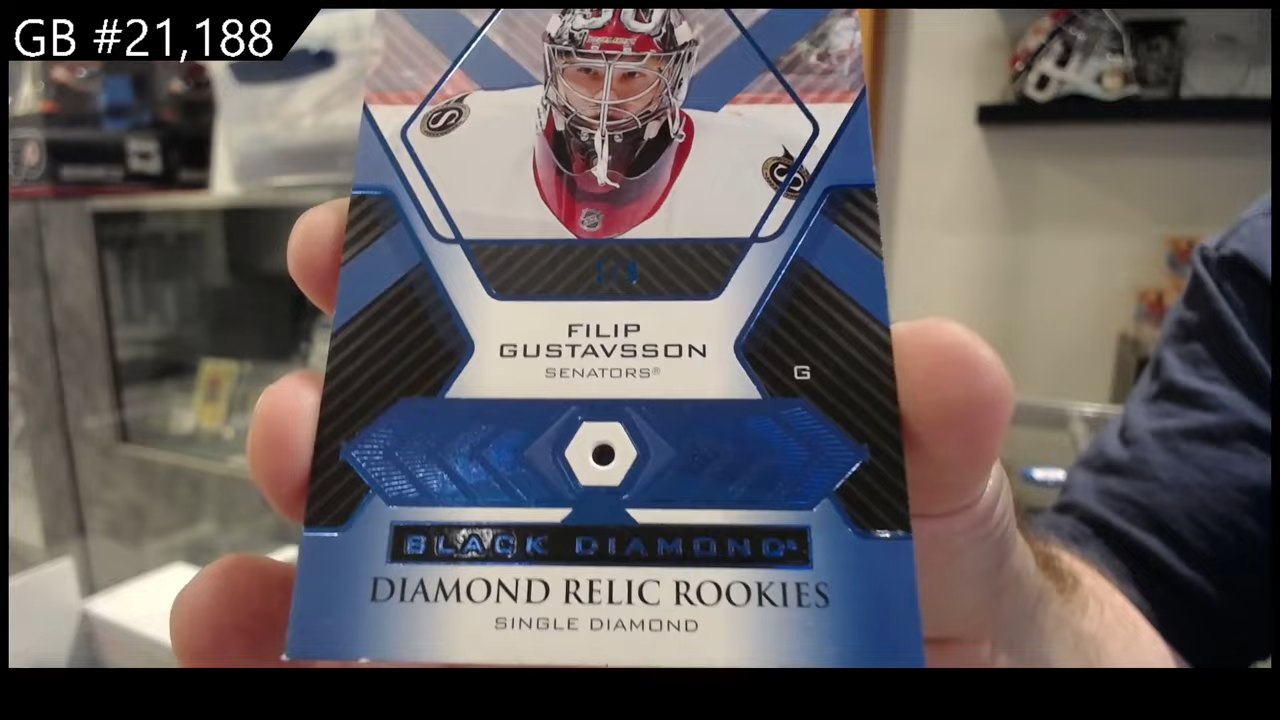 GB #21,188
S
S
FILIP
GUSTAVSSON
SENATORS®
G
BLACK DIAMOND
DIAMOND RELIC ROOKIES
SINGLE DIAMOND